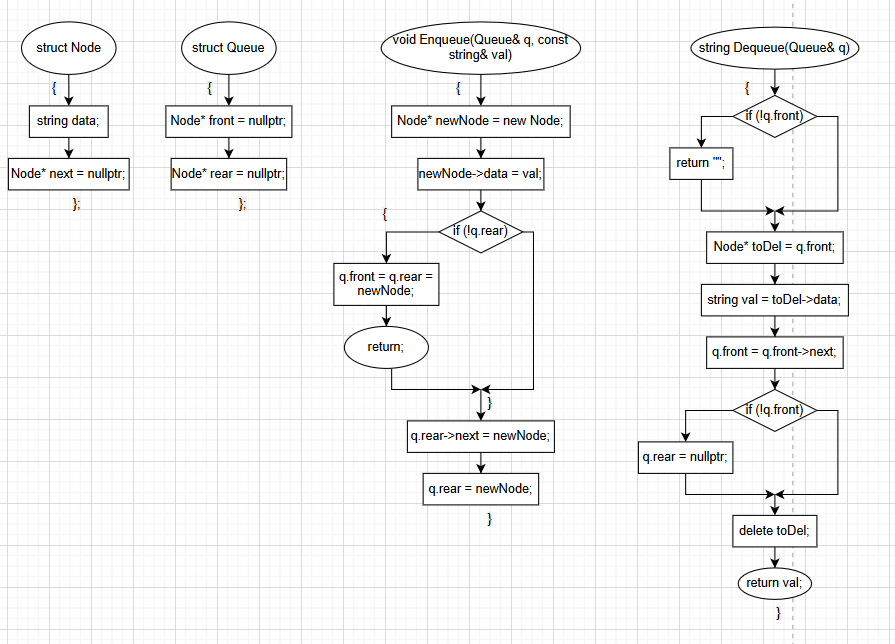 struct Node
{
string data;
Node* next = nullptr;
};
struct Queue
{
Node* front = nullptr;
Node* rear = nullptr;
};
void Enqueue(Queue& q, const
string& val)
{
Node* newNode = new Node;
newNode->data = val;
if (!q.rear)
{
q.front = q.rear =
newNode;
return;
}
q.rear->next = newNode;
q.rear = newNode;
}
string Dequeue(Queue& q)
{
if (!q.front)
return "";
Node* toDel = q.front;
string val = toDel->data;
q.front = q.front->next;
if (!q.front)
q.rear = nullptr;
delete toDel;
return val;
}